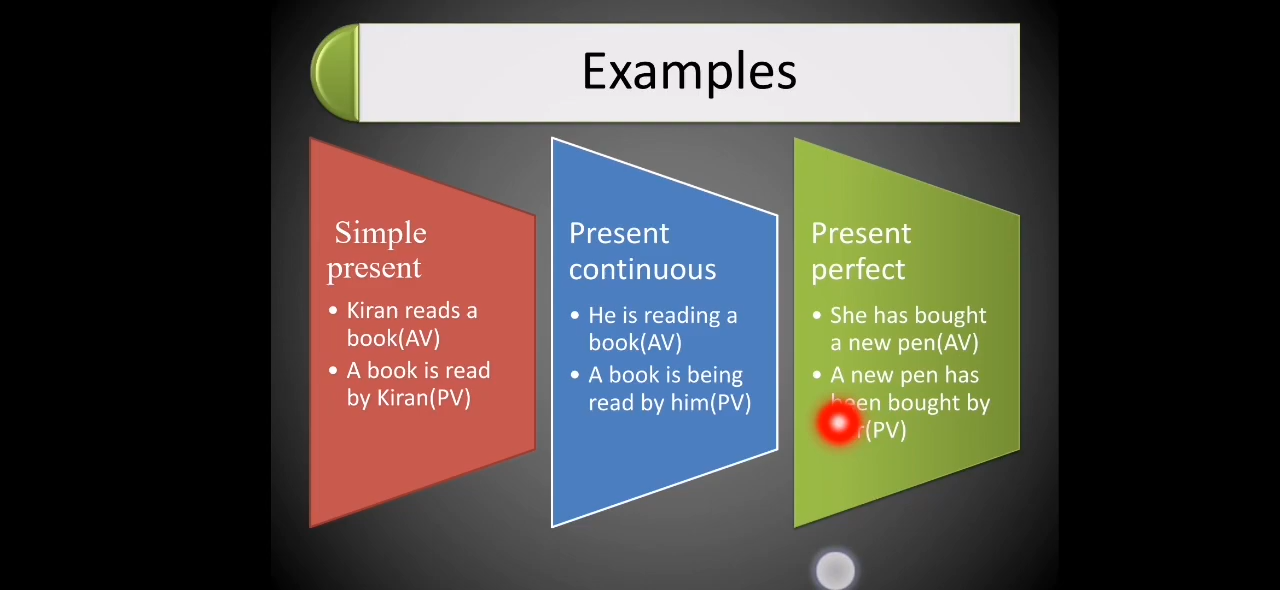 Examples
Simple
present
• Kiran reads a
book(AV)
• A book is read
by Kiran(PV)
Present
continuous
• He is reading a
book(AV)
• A book is being
read by him(PV)
Present
perfect
• She has bought
a new pen(AV)
• A new pen has
been bought by
(PV)